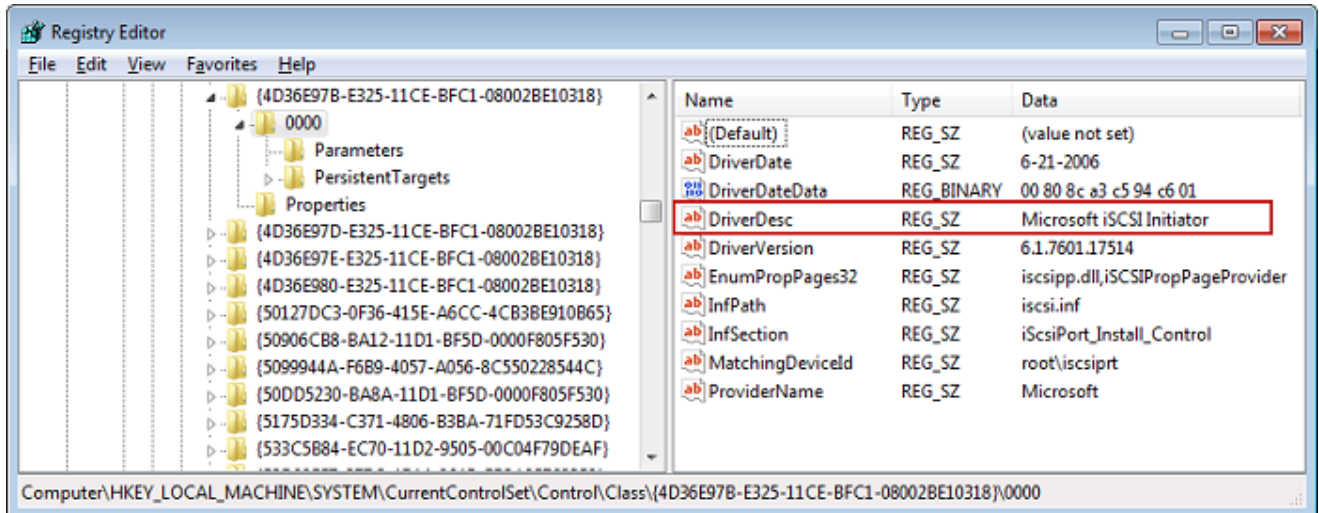 Registry Editor
File Edit View Favorites Help
{4D36E97B-E325-11CE-BFC1-08002BE10318}
0000
Parameters
PersistentTargets
Properties
{4D36E97D-E325-11CE-BFC1-08002BE10318}
{4D36E97E-E325-11CE-BFC1-08002BE10318}
{4D36E980-E325-11CE-BFC1-08002BE10318}
{50127DC3-0F36-415E-A6CC-4CB3BE910B65}
{50906CB8-BA12-11D1-BF5D-0000F805F530}
{5099944A-F6B9-4057-A056-8C550228544C}
{50DD5230-BA8A-11D1-BF5D-0000F805F530}
{5175D334-C371-4806-B3BA-71FD53C9258D}
{533C5B84-EC70-11D2-9505-00C04F79DEAF}
Name Type Data
(Default) REG_SZ (value not set)
DriverDate REG_SZ 6-21-2006
DriverDateData REG_BINARY 00 80 8c a3 c5 94 c6 01
DriverDesc REG_SZ Microsoft iSCSI Initiator
DriverVersion REG_SZ 6.1.7601.17514
EnumPropPages32 REG_SZ iscsipp.dll,iSCSIPropPageProvider
InfPath REG_SZ iscsi.inf
InfSection REG_SZ iScsiPort_Install_Control
MatchingDeviceId REG_SZ root\iscsiprt
ProviderName REG_SZ Microsoft
Computer\HKEY_LOCAL_MACHINE\SYSTEM\CurrentControlSet\Control\Class\{4D36E97B-E325-11CE-BFC1-08002BE10318}\0000